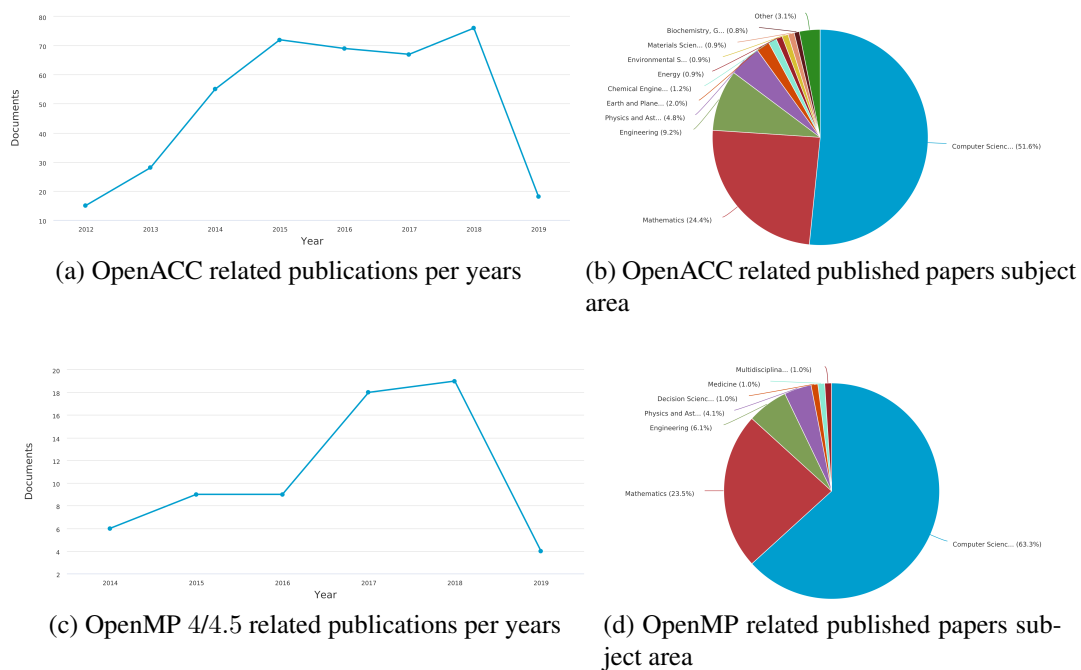 80
70
60
50
40
30
20
10
Documents
2012 2013 2014 2015 2016 2017 2018 2019
Year
(a) OpenACC related publications per years
Other (3.1%)
Biochemistry, G... (0.8%)
Materials Scien... (0.9%)
Environmental S... (0.9%)
Energy (0.9%)
Chemical Engine... (1.2%)
Earth and Plane... (2.0%)
Physics and Ast... (4.8%)
Engineering (9.2%)
Computer Scienc... (51.6%)
Mathematics (24.4%)
(b) OpenACC related published papers subject
area
20
18
16
14
12
10
8
6
4
2
Documents
2014 2015 2016 2017 2018 2019
Year
(c) OpenMP 4/4.5 related publications per years
Multidisciplina... (1.0%)
Medicine (1.0%)
Decision Scienc... (1.0%)
Physics and Ast... (4.1%)
Engineering (6.1%)
Mathematics (23.5%)
Computer Scienc... (63.3%)
(d) OpenMP related published papers sub-
ject area